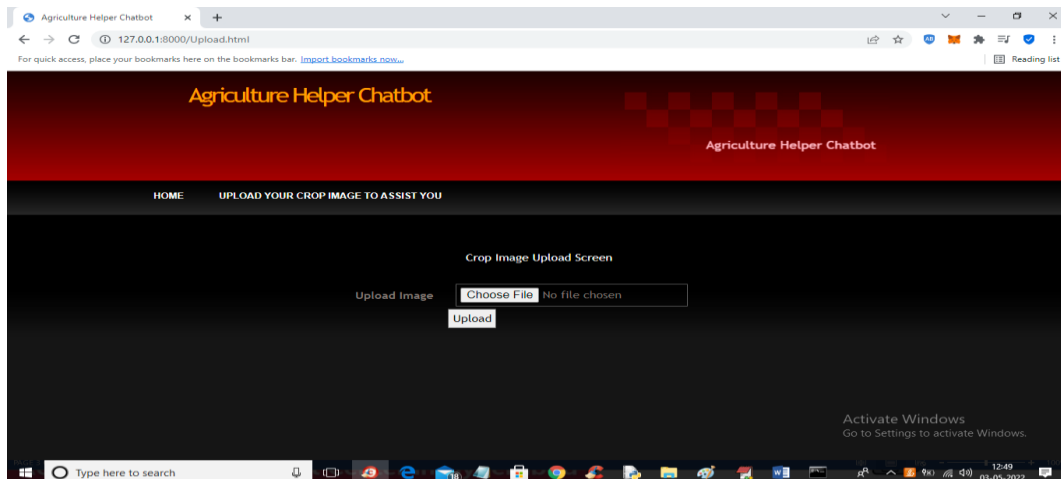 Agriculture Helper Chatbot
127.0.0.1:8000/Upload.html
For quick access, place your bookmarks here on the bookmarks bar. Import bookmarks now...
Reading list
Agriculture Helper Chatbot
Agriculture Helper Chatbot
HOME UPLOAD YOUR CROP IMAGE TO ASSIST YOU
Crop Image Upload Screen
Upload Image Choose File No file chosen
Upload
Activate Windows
Go to Settings to activate Windows.
Type here to search
12:49
03-05-2022